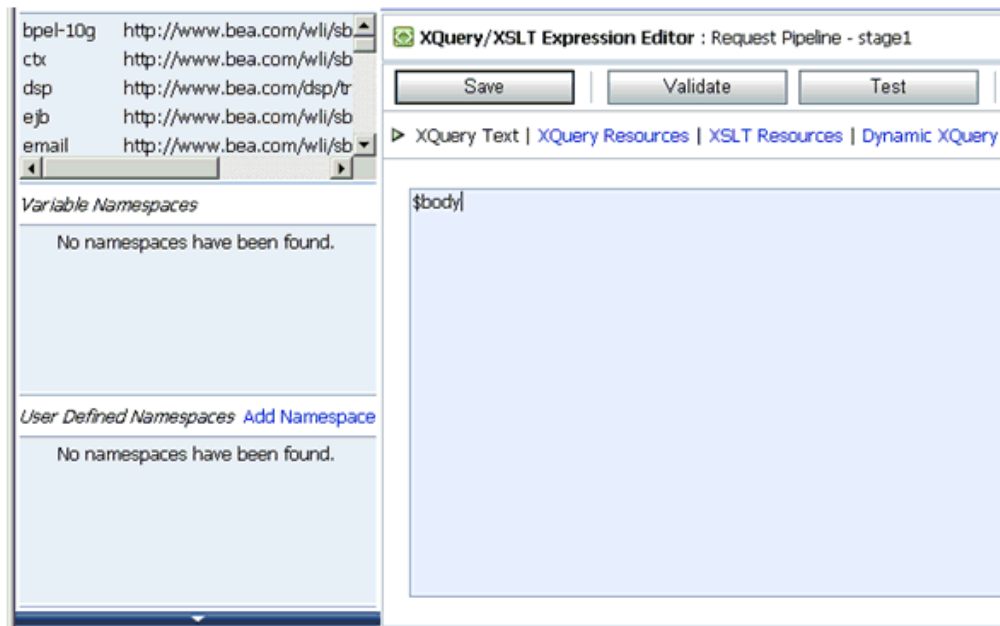 bpel-10g http://www.bea.com/wli/sb
ctx http://www.bea.com/wli/sb
dsp http://www.bea.com/dsp/tr
ejb http://www.bea.com/wli/sb
email http://www.bea.com/wli/sb
Variable Namespaces
No namespaces have been found.
User Defined Namespaces Add Namespace
No namespaces have been found.
XQuery/XSLT Expression Editor : Request Pipeline - stage1
Save Validate Test
XQuery Text | XQuery Resources | XSLT Resources | Dynamic XQuery
$body